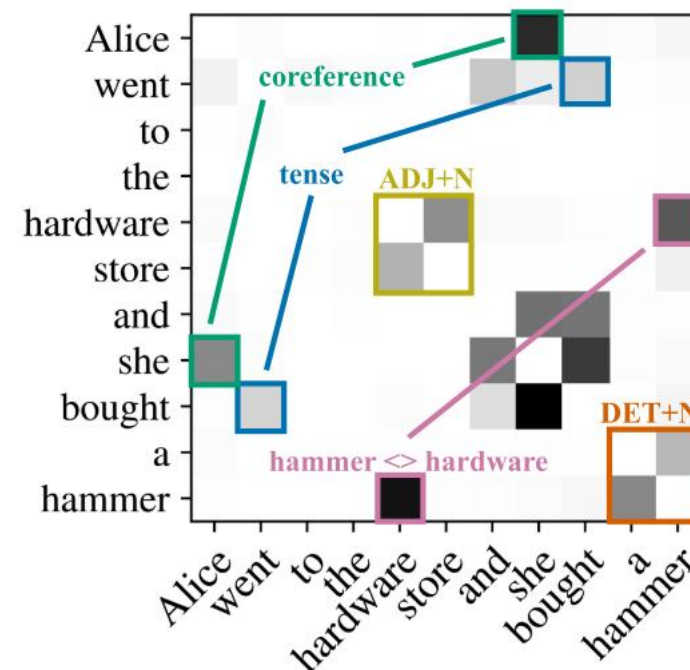 Alice
went
to
the
hardware
store
and
she
bought
a
hammer
coreference
tense
ADJ+N
DET+N
hammer <> hardware
Alice
went
to
the
hardware
store
and
she
bought
a
hammer